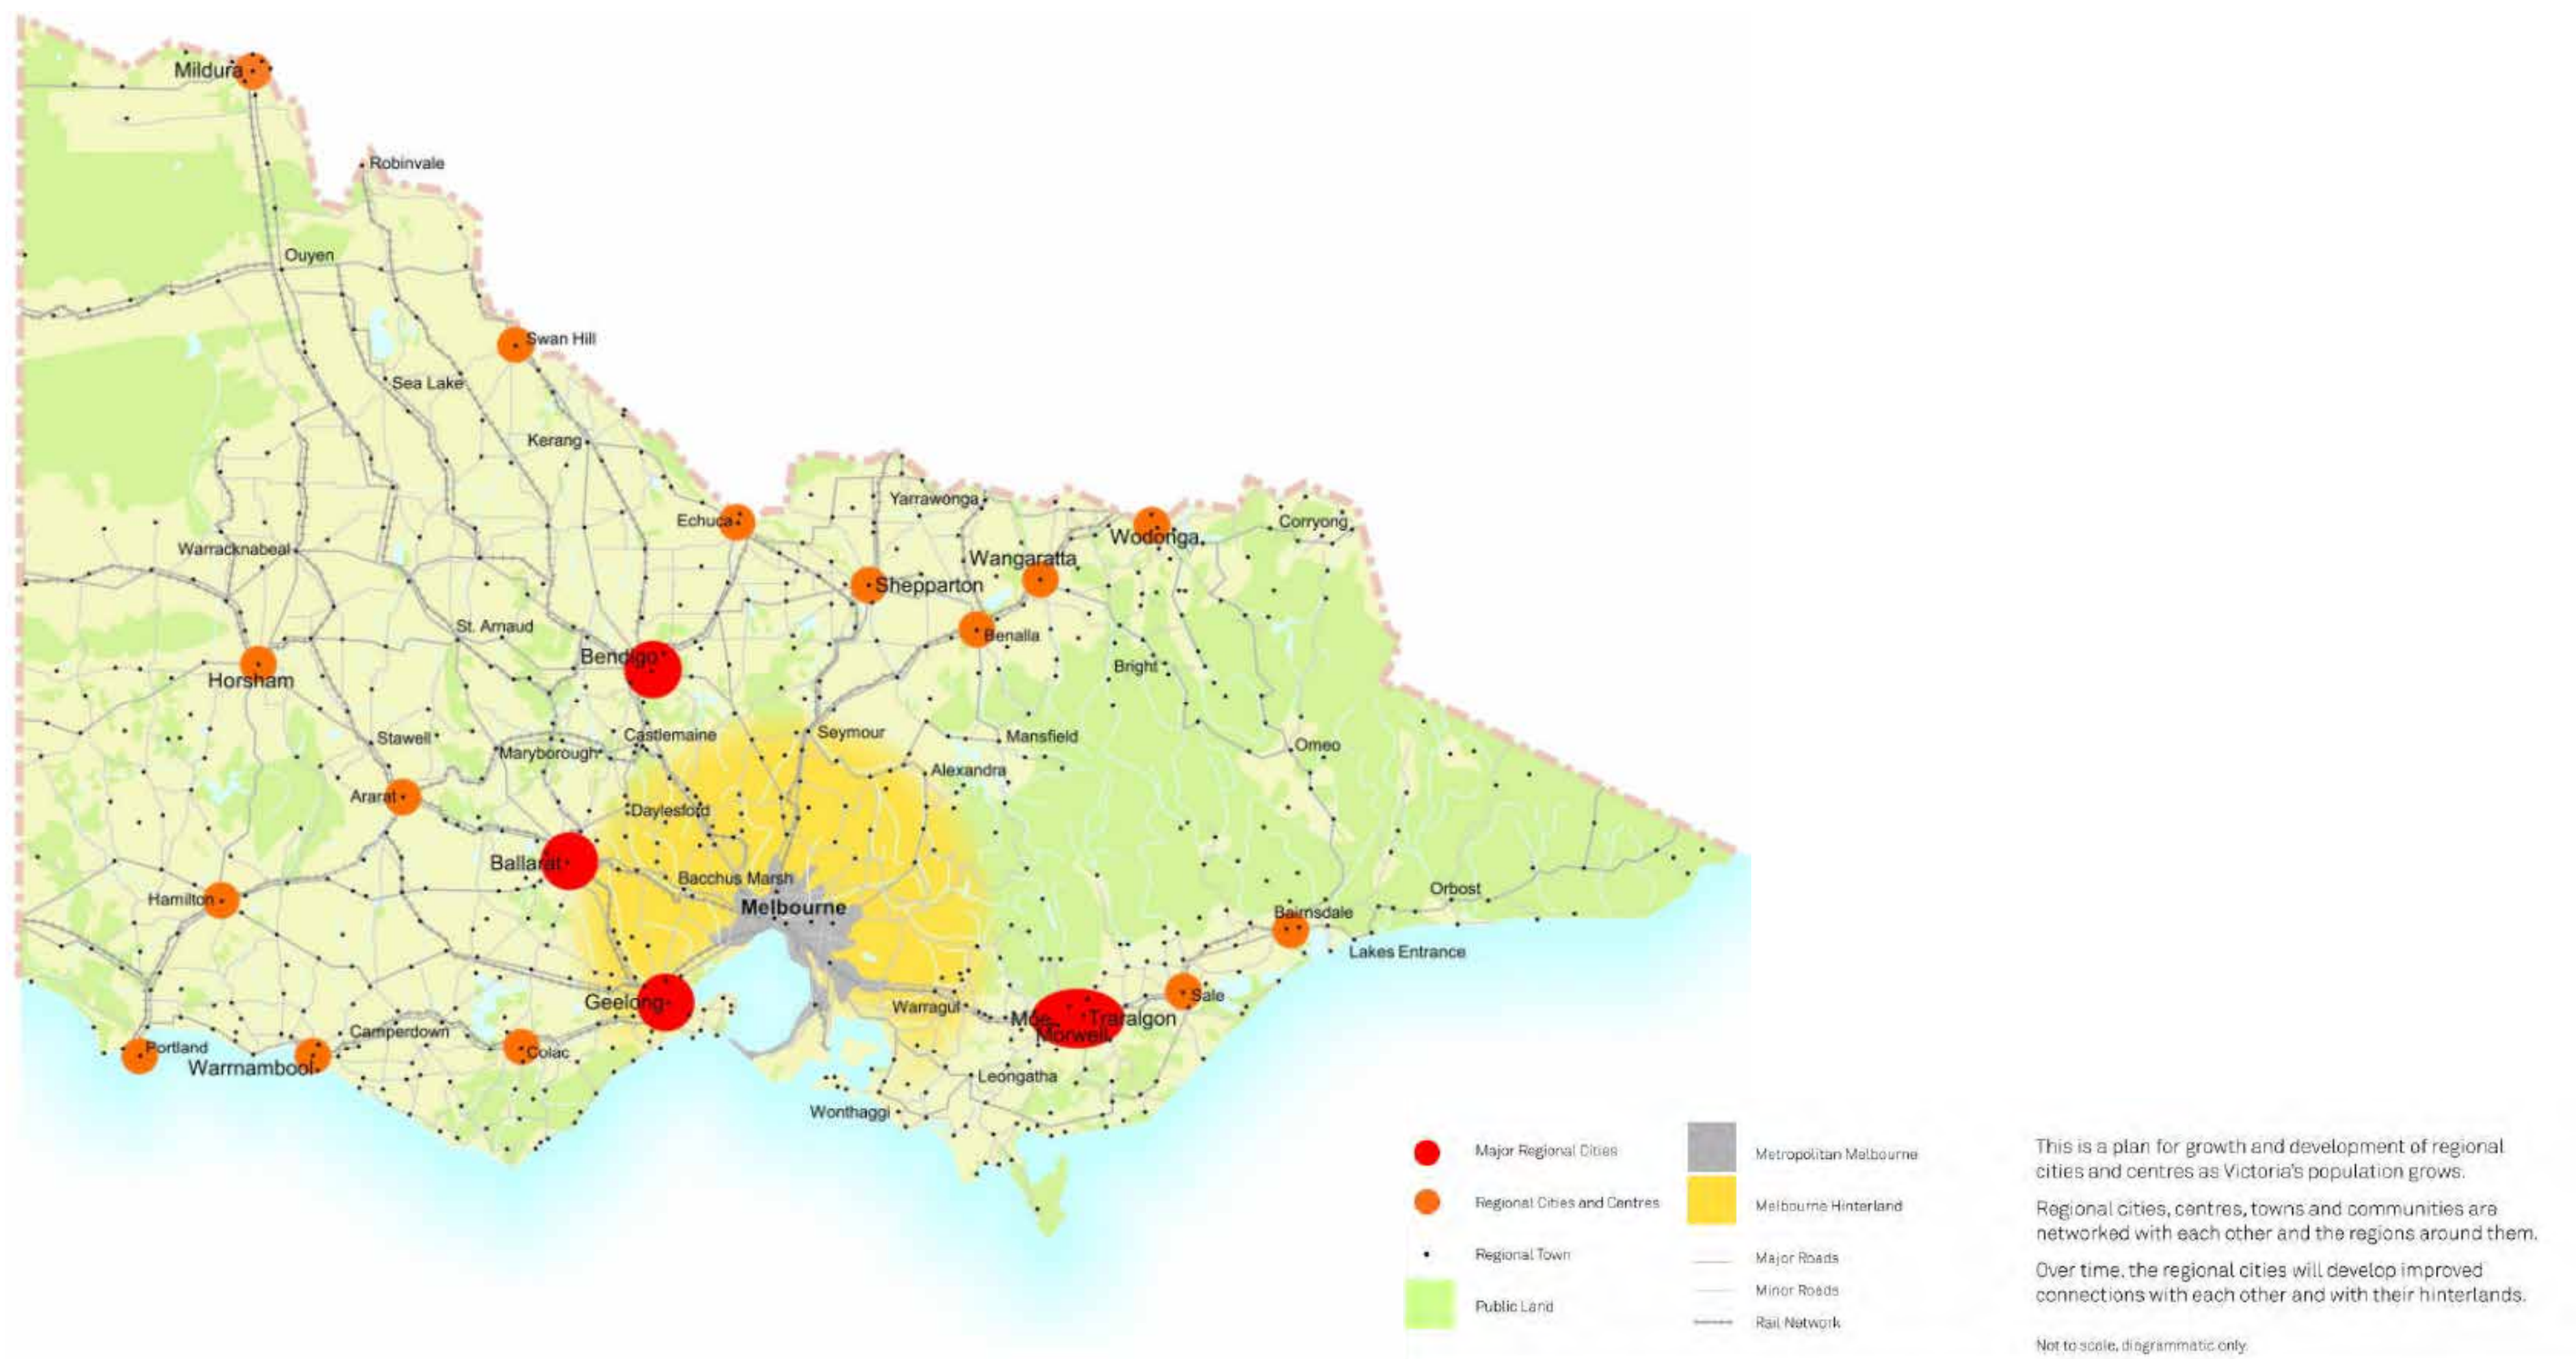 Mildura
Robinvale
Ouyen
Swan Hill
Sea Lake
Kerang
Echuca
Yarrawonga
Wodonga
Corryong
Warracknabeal
Wangaratta
Shepparton
St. Arnaud
Benalla
Bendigo
Bright
Horsham
Castlemaine
Seymour
Mansfield
Stawell
Maryborough
Omeo
Alexandra
Ararat
Daylesford
Ballarat
Bacchus Marsh
Orbost
Hamilton
Melbourne
Bairnsdale
Lakes Entrance
Geelong
Warragul
Sale
Moe
Traralgon
Morwell
Camperdown
Portland
Colac
Warrnambool
Leongatha
Wonthaggi
Major Regional Cities
Regional Cities and Centres
Regional Town
Public Land
Metropolitan Melbourne
Melbourne Hinterland
Major Roads
Minor Roads
Rail Network
This is a plan for growth and development of regional
cities and centres as Victoria's population grows.
Regional cities, centres, towns and communities are
networked with each other and the regions around them.
Over time, the regional cities will develop improved
connections with each other and with their hinterlands.
Not to scale, diagrammatic only.